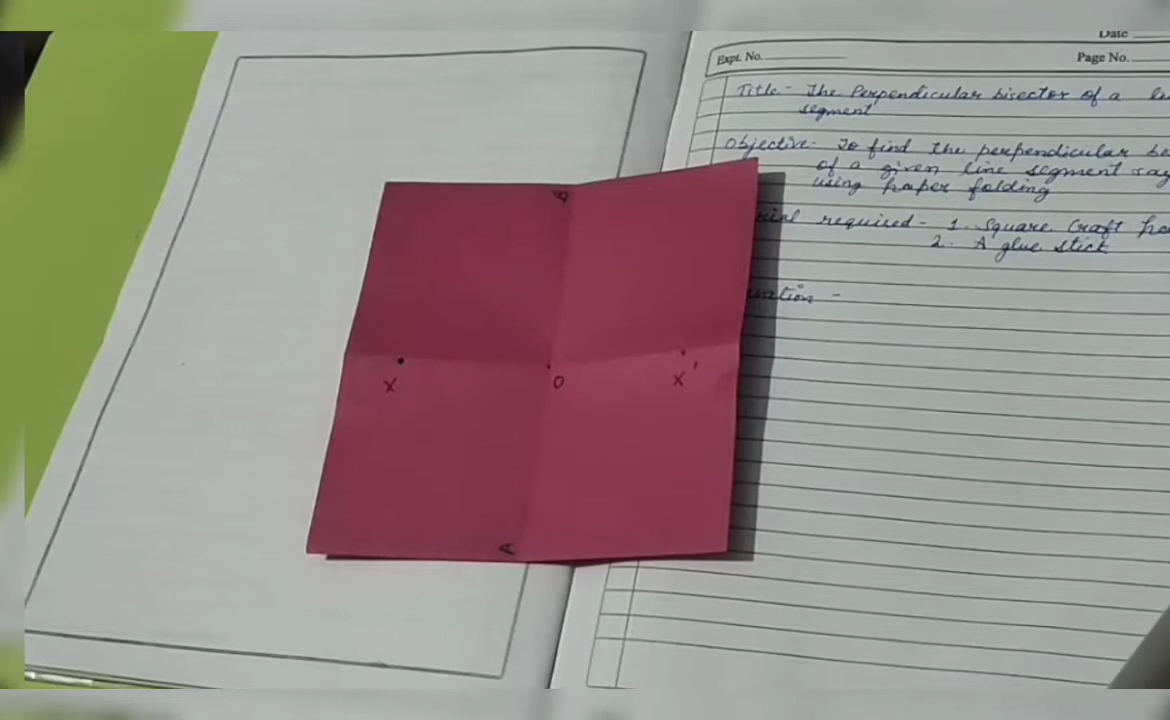 Date
Expt. No.
Page No.
Title:- The Perpendicular bisector of a
segment
Objective:- To find the perpendicular
of a given line segment say
using paper folding
required - 1. Square Craft
2. A glue stick
B
X
O
X'
A